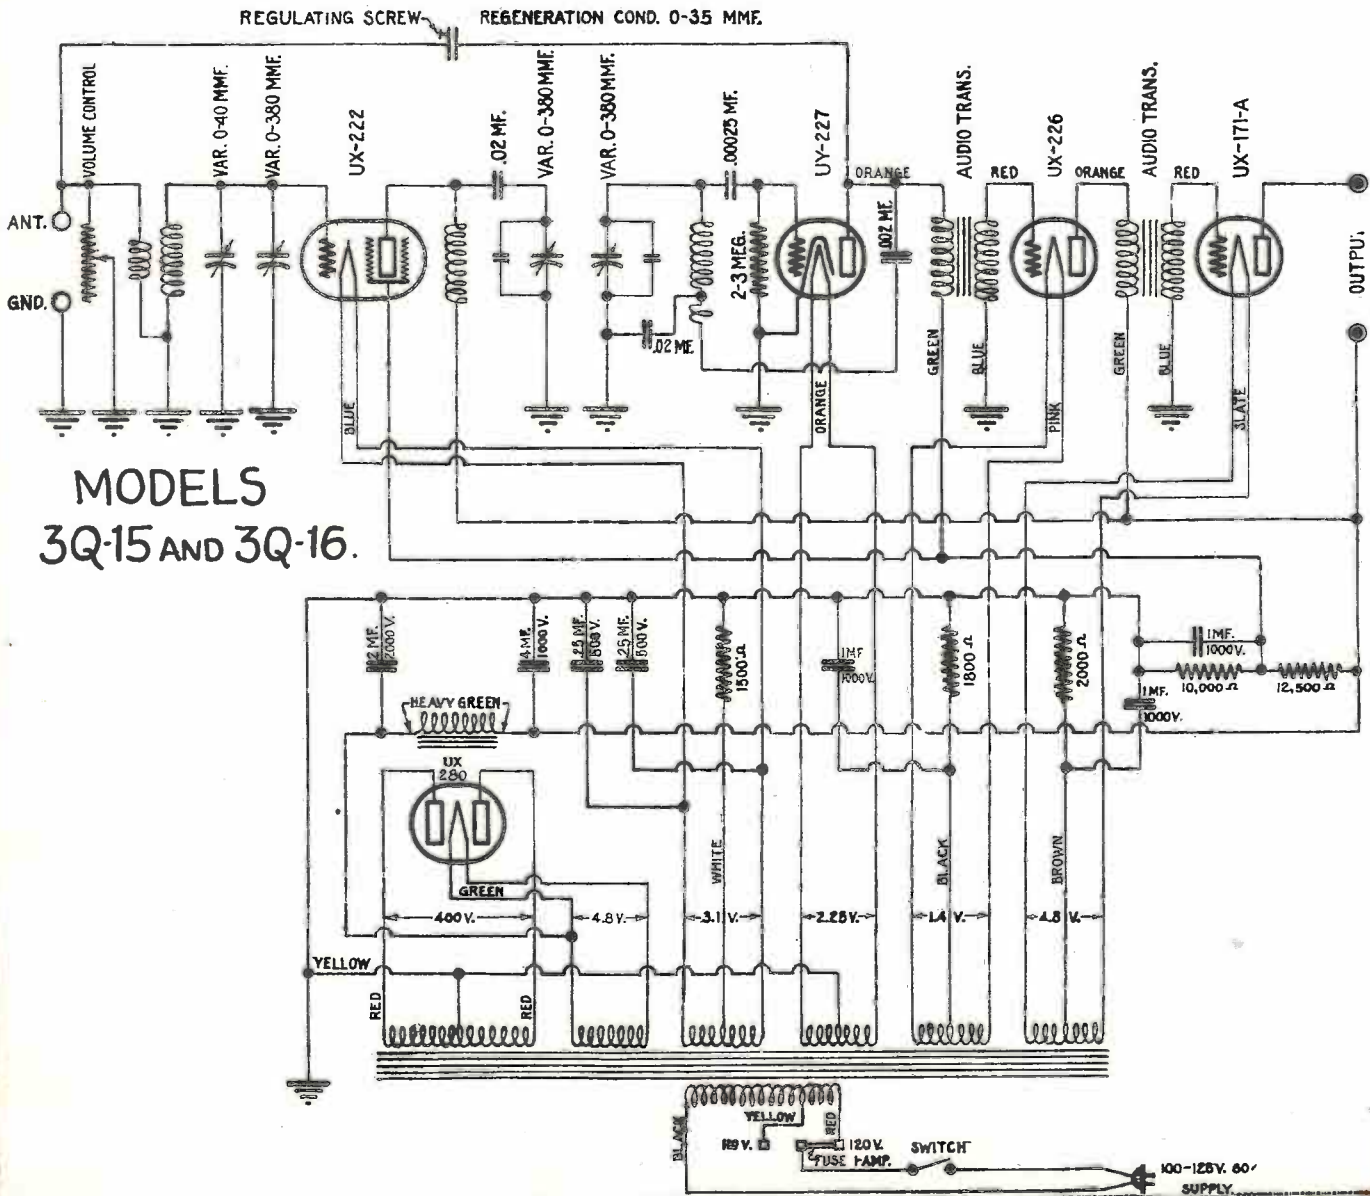 REGULATING SCREW
REGENERATION COND. 0-35 MMF.
VOLUME CONTROL
VAR. 0-40 MMF.
VAR. 0-380 MMF.
UX-222
.02 MF.
VAR. 0-380 MMF.
VAR. 0-380 MMF.
.00025 MF.
UY-227
ORANGE
AUDIO TRANS.
RED
UX-226
ORANGE
AUDIO TRANS.
RED
UX-171-A
ANT.
GND.
2-3 MEG.
.002 MF.
OUTPUT
.02 MF.
BLUE
ORANGE
GREEN
BLUE
PINK
GREEN
BLUE
SLATE
MODELS
3Q-15 AND 3Q-16.
2 MF.
2000 V.
4 MF.
1000 V.
.25 MF.
500 V.
.25 MF.
500 V.
1500 Ω
1 MF
1000 V.
1800 Ω
2000 Ω
1 MF.
1000 V.
10,000 Ω
12,500 Ω
1 MF.
1000 V.
HEAVY GREEN
UX
280
GREEN
WHITE
BLACK
BROWN
400 V.
4.8 V.
3.1 V.
2.25 V.
1.4 V.
4.8 V.
YELLOW
RED
RED
YELLOW
BLACK
RED
120 V.
FUSE 1 AMP.
SWITCH
100-125V. 60
SUPPLY